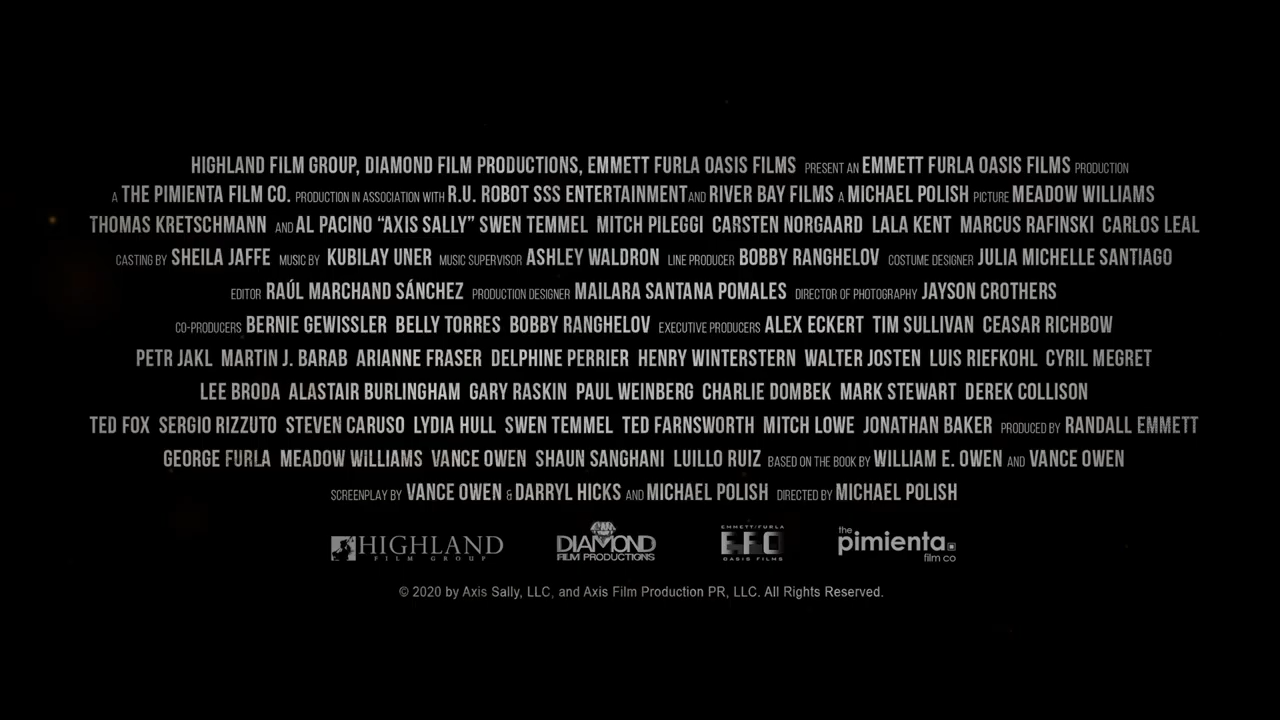 HIGHLAND FILM GROUP, DIAMOND FILM PRODUCTIONS, EMMETT FURLA OASIS FILMS PRESENT AN EMMETT FURLA OASIS FILMS PRODUCTION
A THE PIMIENTA FILM CO. PRODUCTION IN ASSOCIATION WITH R.U. ROBOT SSS ENTERTAINMENT AND RIVER BAY FILMS A MICHAEL POLISH PICTURE MEADOW WILLIAMS
THOMAS KRETSCHMANN AND AL PACINO “AXIS SALLY” SWEN TEMMEL MITCH PILEGGI CARSTEN NORGAARD LALA KENT MARCUS RAFINSKI CARLOS LEAL
CASTING BY SHEILA JAFFE MUSIC BY KUBILAY UNER MUSIC SUPERVISOR ASHLEY WALDRON LINE PRODUCER BOBBY RANGHELOV COSTUME DESIGNER JULIA MICHELLE SANTIAGO
EDITOR RAÚL MARCHAND SÁNCHEZ PRODUCTION DESIGNER MAILARA SANTANA POMALES DIRECTOR OF PHOTOGRAPHY JAYSON CROTHERS
CO-PRODUCERS BERNIE GEWISSLER BELLY TORRES BOBBY RANGHELOV EXECUTIVE PRODUCERS ALEX ECKERT TIM SULLIVAN CEASAR RICHBOW
PETR JAKL MARTIN J. BARAB ARIANNE FRASER DELPHINE PERRIER HENRY WINTERSTERN WALTER JOSTEN LUIS RIEFKOHL CYRIL MEGRET
LEE BRODA ALASTAIR BURLINGHAM GARY RASKIN PAUL WEINBERG CHARLIE DOMBEK MARK STEWART DEREK COLLISON
TED FOX SERGIO RIZZUTO STEVEN CARUSO LYDIA HULL SWEN TEMMEL TED FARNSWORTH MITCH LOWE JONATHAN BAKER PRODUCED BY RANDALL EMMETT
GEORGE FURLA MEADOW WILLIAMS VANCE OWEN SHAUN SANGHANI LUILLO RUIZ BASED ON THE BOOK BY WILLIAM E. OWEN AND VANCE OWEN
SCREENPLAY BY VANCE OWEN & DARRYL HICKS AND MICHAEL POLISH DIRECTED BY MICHAEL POLISH
HIGHLAND
FILM GROUP
DIAMOND
FILM PRODUCTIONS
EMMETT/FURLA
EFO
OASIS FILMS
the
pimienta.
film co
© 2020 by Axis Sally, LLC, and Axis Film Production PR, LLC. All Rights Reserved.